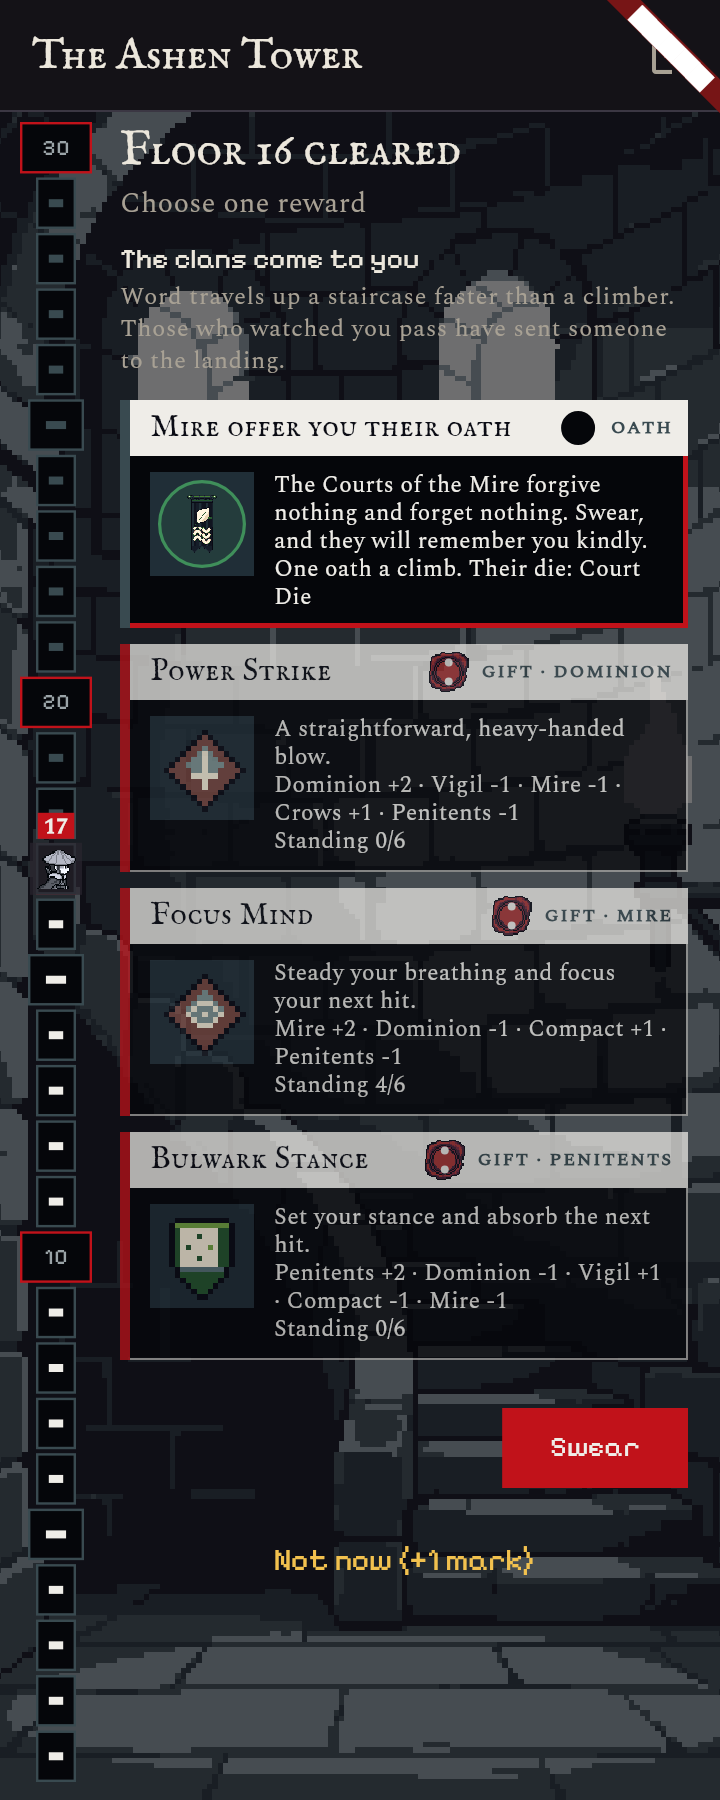 The Ashen Tower
30
Floor 16 cleared
Choose one reward
The clans come to you
Word travels up a staircase faster than a climber.
Those who watched you pass have sent someone
to the landing.
Mire offer you their oath
OATH
The Courts of the Mire forgive
nothing and forget nothing. Swear,
and they will remember you kindly.
One oath a climb. Their die: Court
Die
Power Strike
GIFT · DOMINION
A straightforward, heavy-handed
blow.
Dominion +2 · Vigil -1 · Mire -1 ·
Crows +1 · Penitents -1
Standing 0/6
20
17
Focus Mind
GIFT · MIRE
Steady your breathing and focus
your next hit.
Mire +2 · Dominion -1 · Compact +1 ·
Penitents -1
Standing 4/6
Bulwark Stance
GIFT · PENITENTS
Set your stance and absorb the next
hit.
Penitents +2 · Dominion -1 · Vigil +1
· Compact -1 · Mire -1
Standing 0/6
10
Swear
Not now (+1 mark)